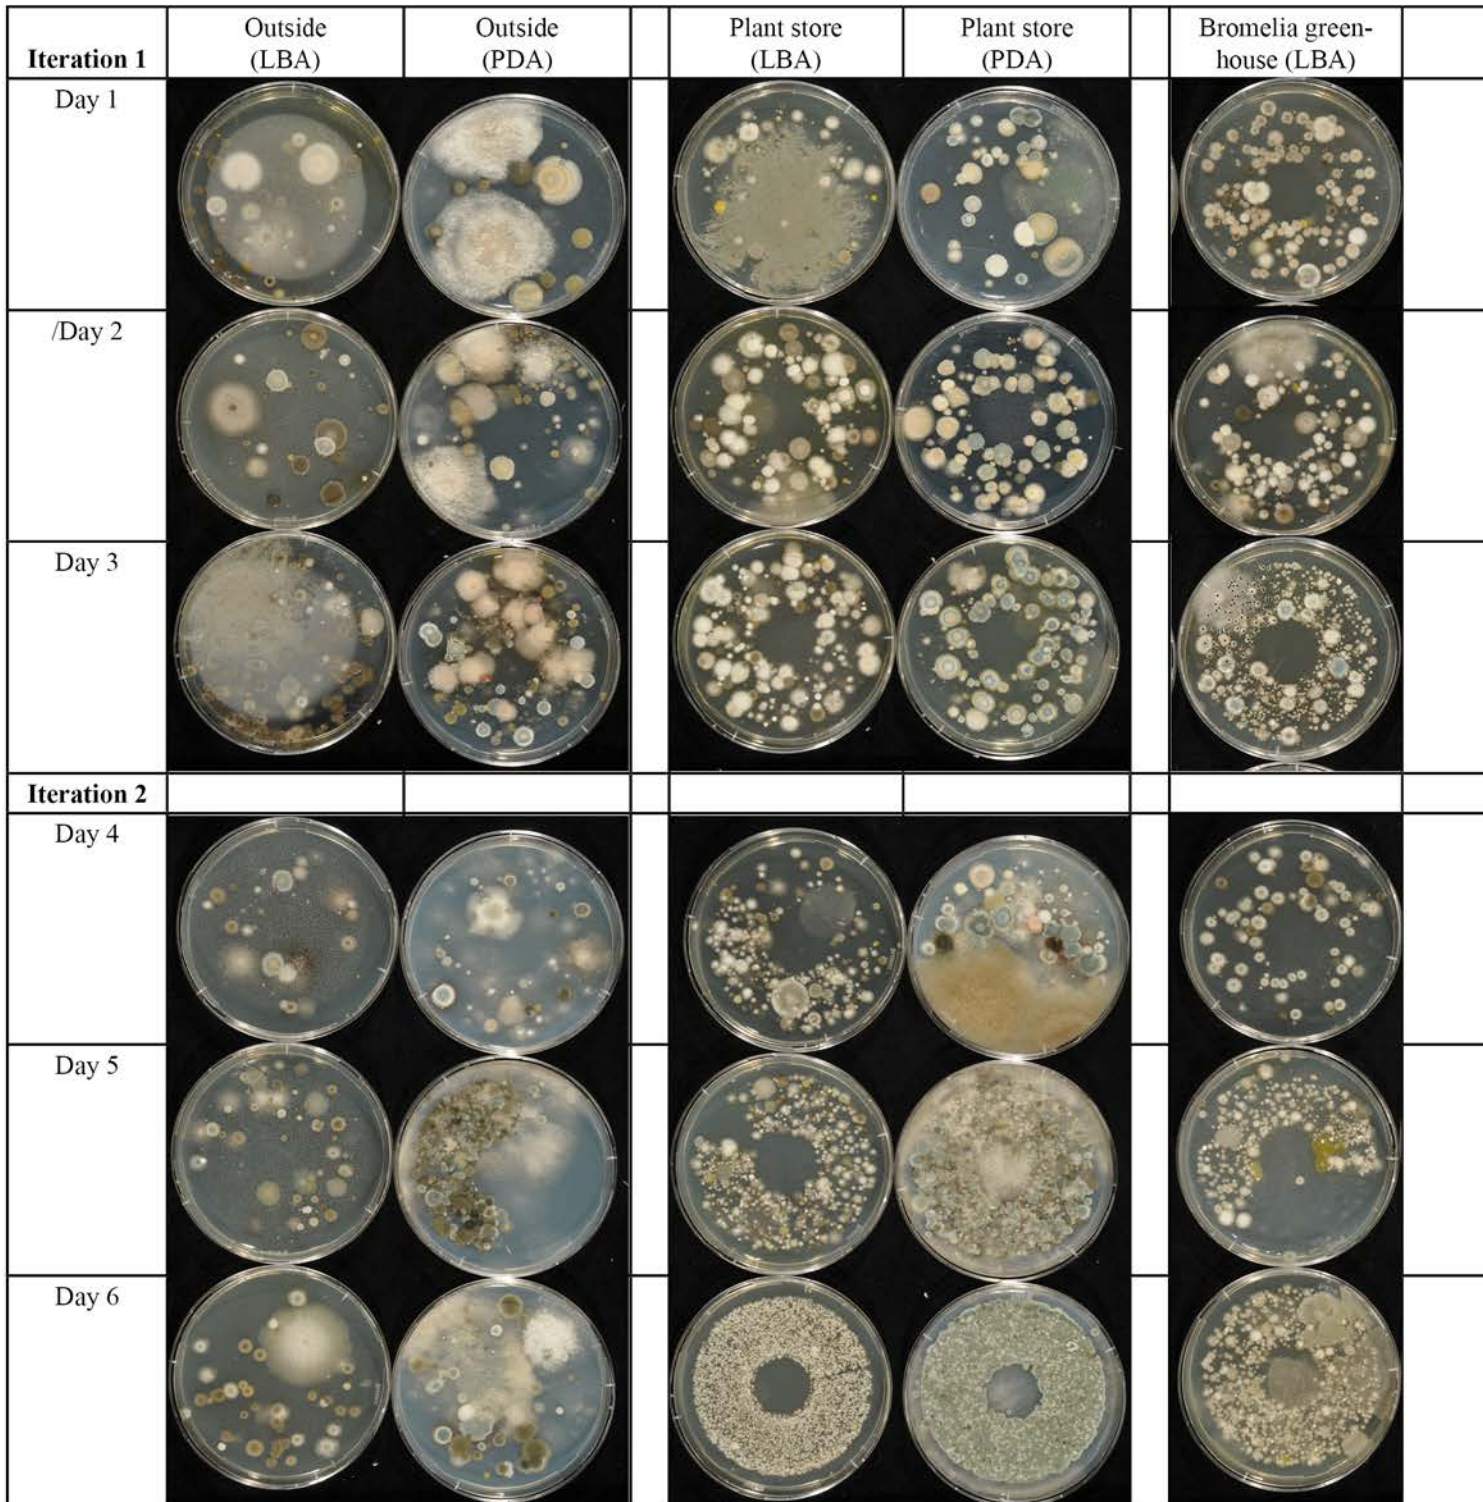 Iteration 1
Outside
(LBA)
Outside
(PDA)
Plant store
(LBA)
Plant store
(PDA)
Bromelia green-
house (LBA)
Day 1
/Day 2
Day 3
Iteration 2
Day 4
Day 5
Day 6